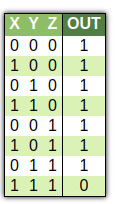 X Y Z OUT
0 0 0 1
1 0 0 1
0 1 0 1
1 1 0 1
0 0 1 1
1 0 1 1
0 1 1 1
1 1 1 0